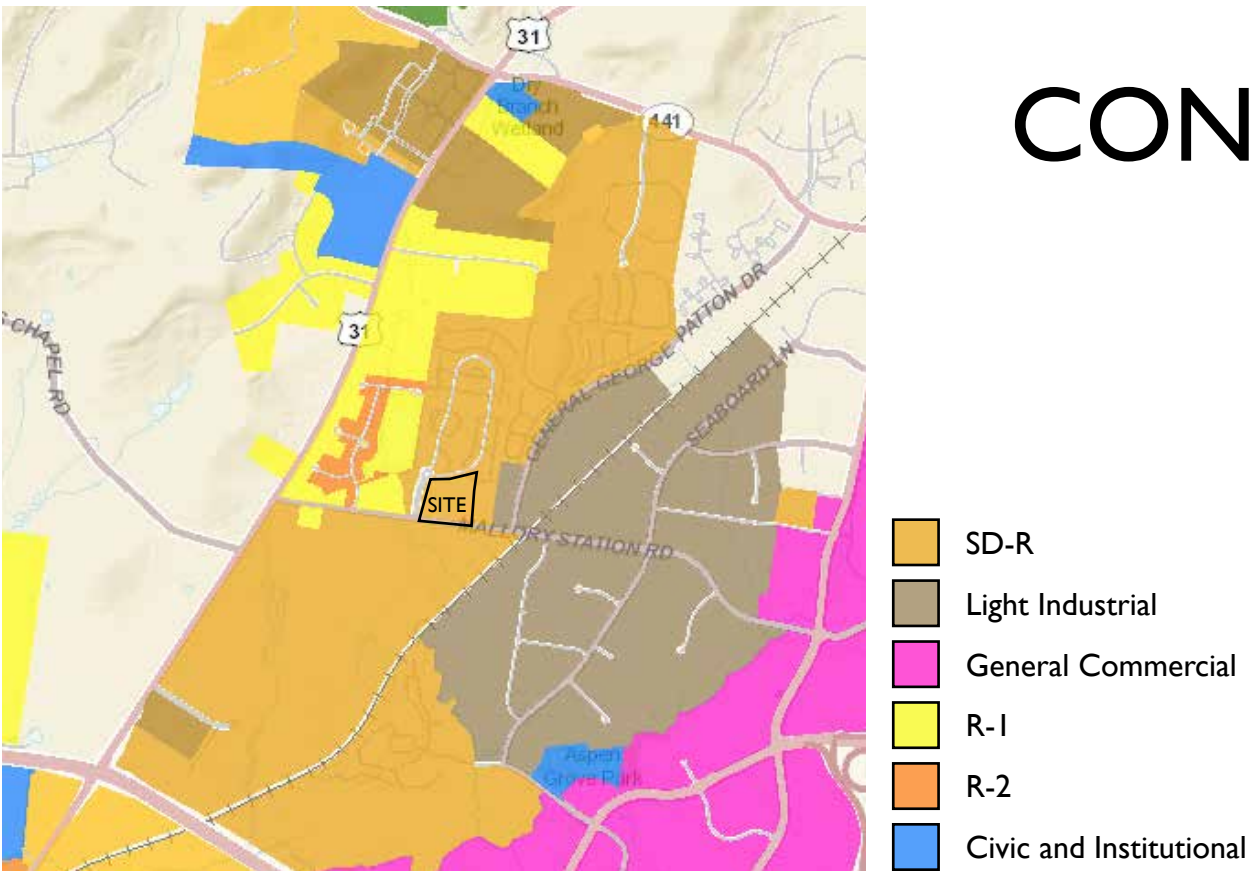 31
CON
Dry
Branch
Wetland
441
GENERAL GEORGE PATTON DR
31
SEABOARD LN
CHAPEL RD
SITE
MALLORY STATION RD
SD-R
Light Industrial
General Commercial
R-1
Aspen
Grove Park
R-2
Civic and Institutional